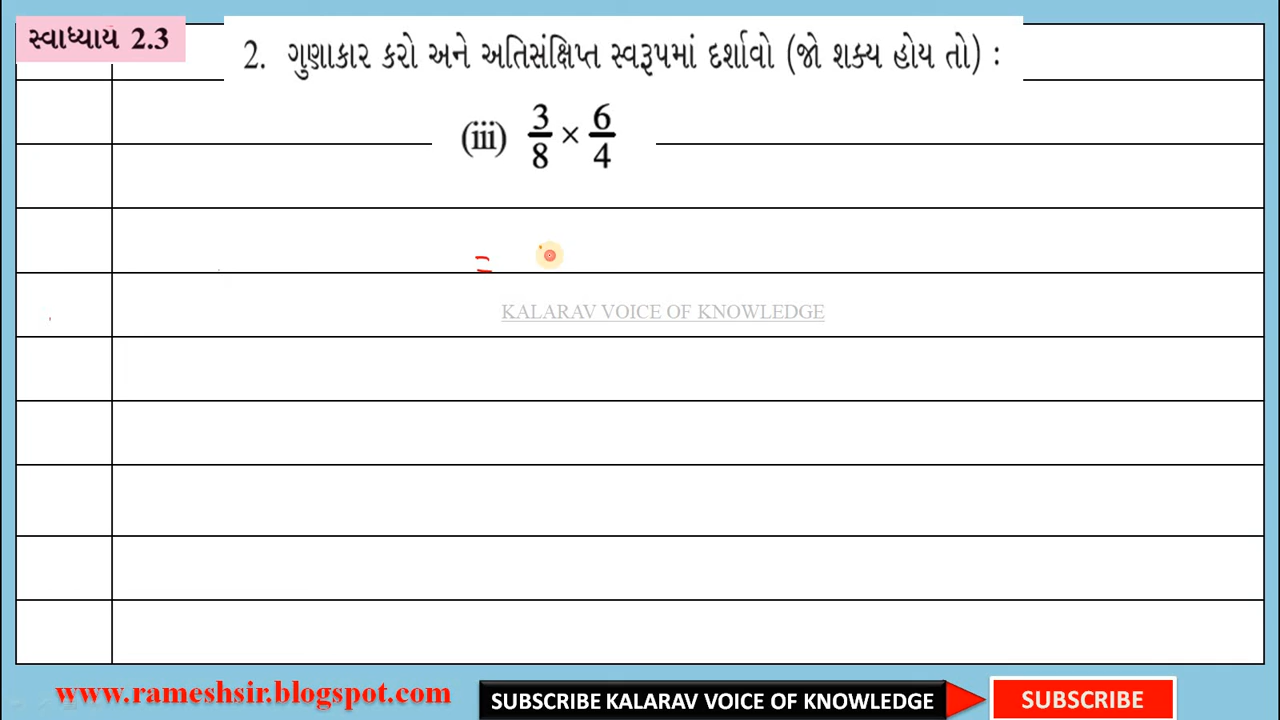 સ્વાધ્યાય 2.3
2. ગુણાકાર કરો અને અતિસંક્ષિપ્ત સ્વરૂપમાં દર્શાવો (જો શક્ય હોય તો) :
(iii) 3/8 × 6/4
=
KALARAV VOICE OF KNOWLEDGE
www.rameshsir.blogspot.com
SUBSCRIBE KALARAV VOICE OF KNOWLEDGE
SUBSCRIBE